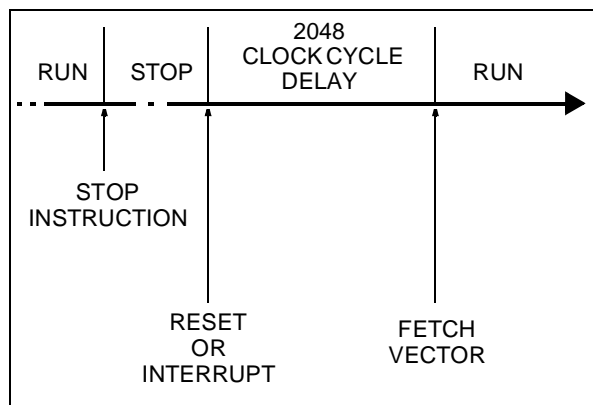 2048
CLOCK CYCLE
DELAY
RUN
STOP
RUN
STOP
INSTRUCTION
RESET
OR
INTERRUPT
FETCH
VECTOR